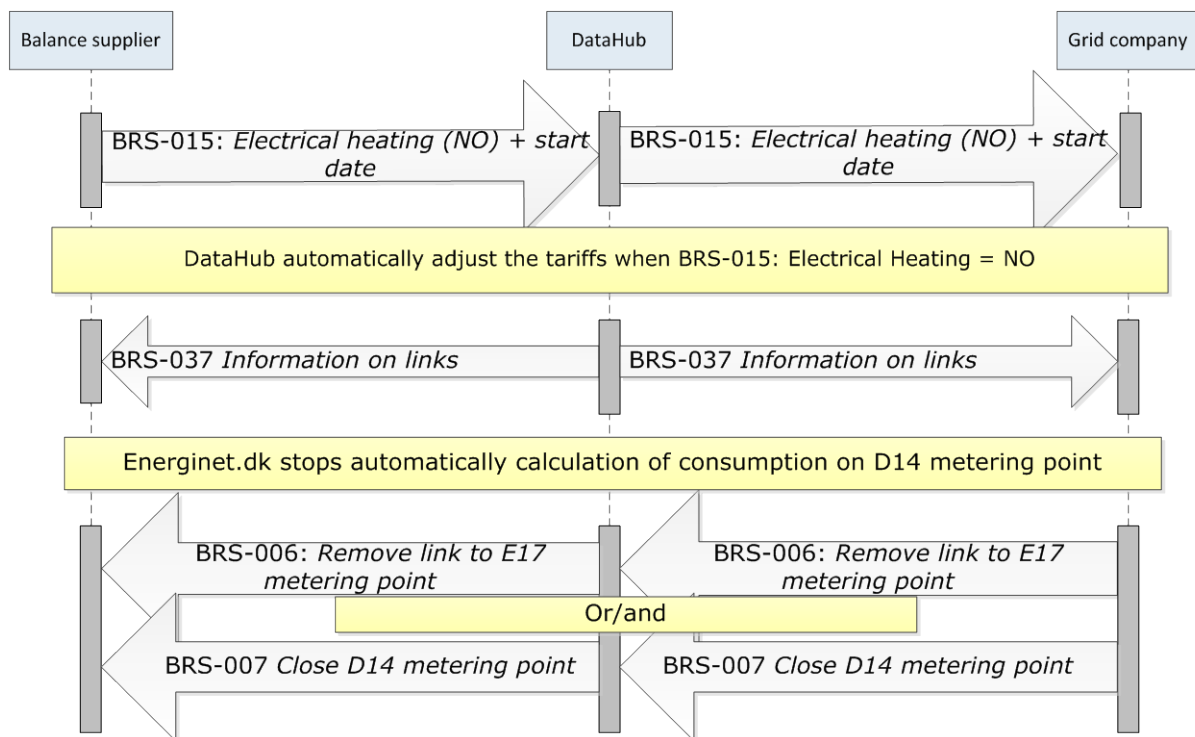 Balance supplier
DataHub
Grid company
BRS-015: Electrical heating (NO) + start
date
BRS-015: Electrical heating (NO) + start
date
DataHub automatically adjust the tariffs when BRS-015: Electrical Heating = NO
BRS-037 Information on links
BRS-037 Information on links
Energinet.dk stops automatically calculation of consumption on D14 metering point
BRS-006: Remove link to E17
metering point
BRS-006: Remove link to E17
metering point
Or/and
BRS-007 Close D14 metering point
BRS-007 Close D14 metering point